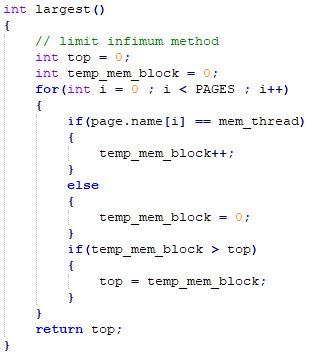 int largest()
{
// limit infimum method
int top = 0;
int temp_mem_block = 0;
for(int i = 0 ; i < PAGES ; i++)
{
if(page.name[i] == mem_thread)
{
temp_mem_block++;
}
else
{
temp_mem_block = 0;
}
if(temp_mem_block > top)
{
top = temp_mem_block;
}
}
return top;
}